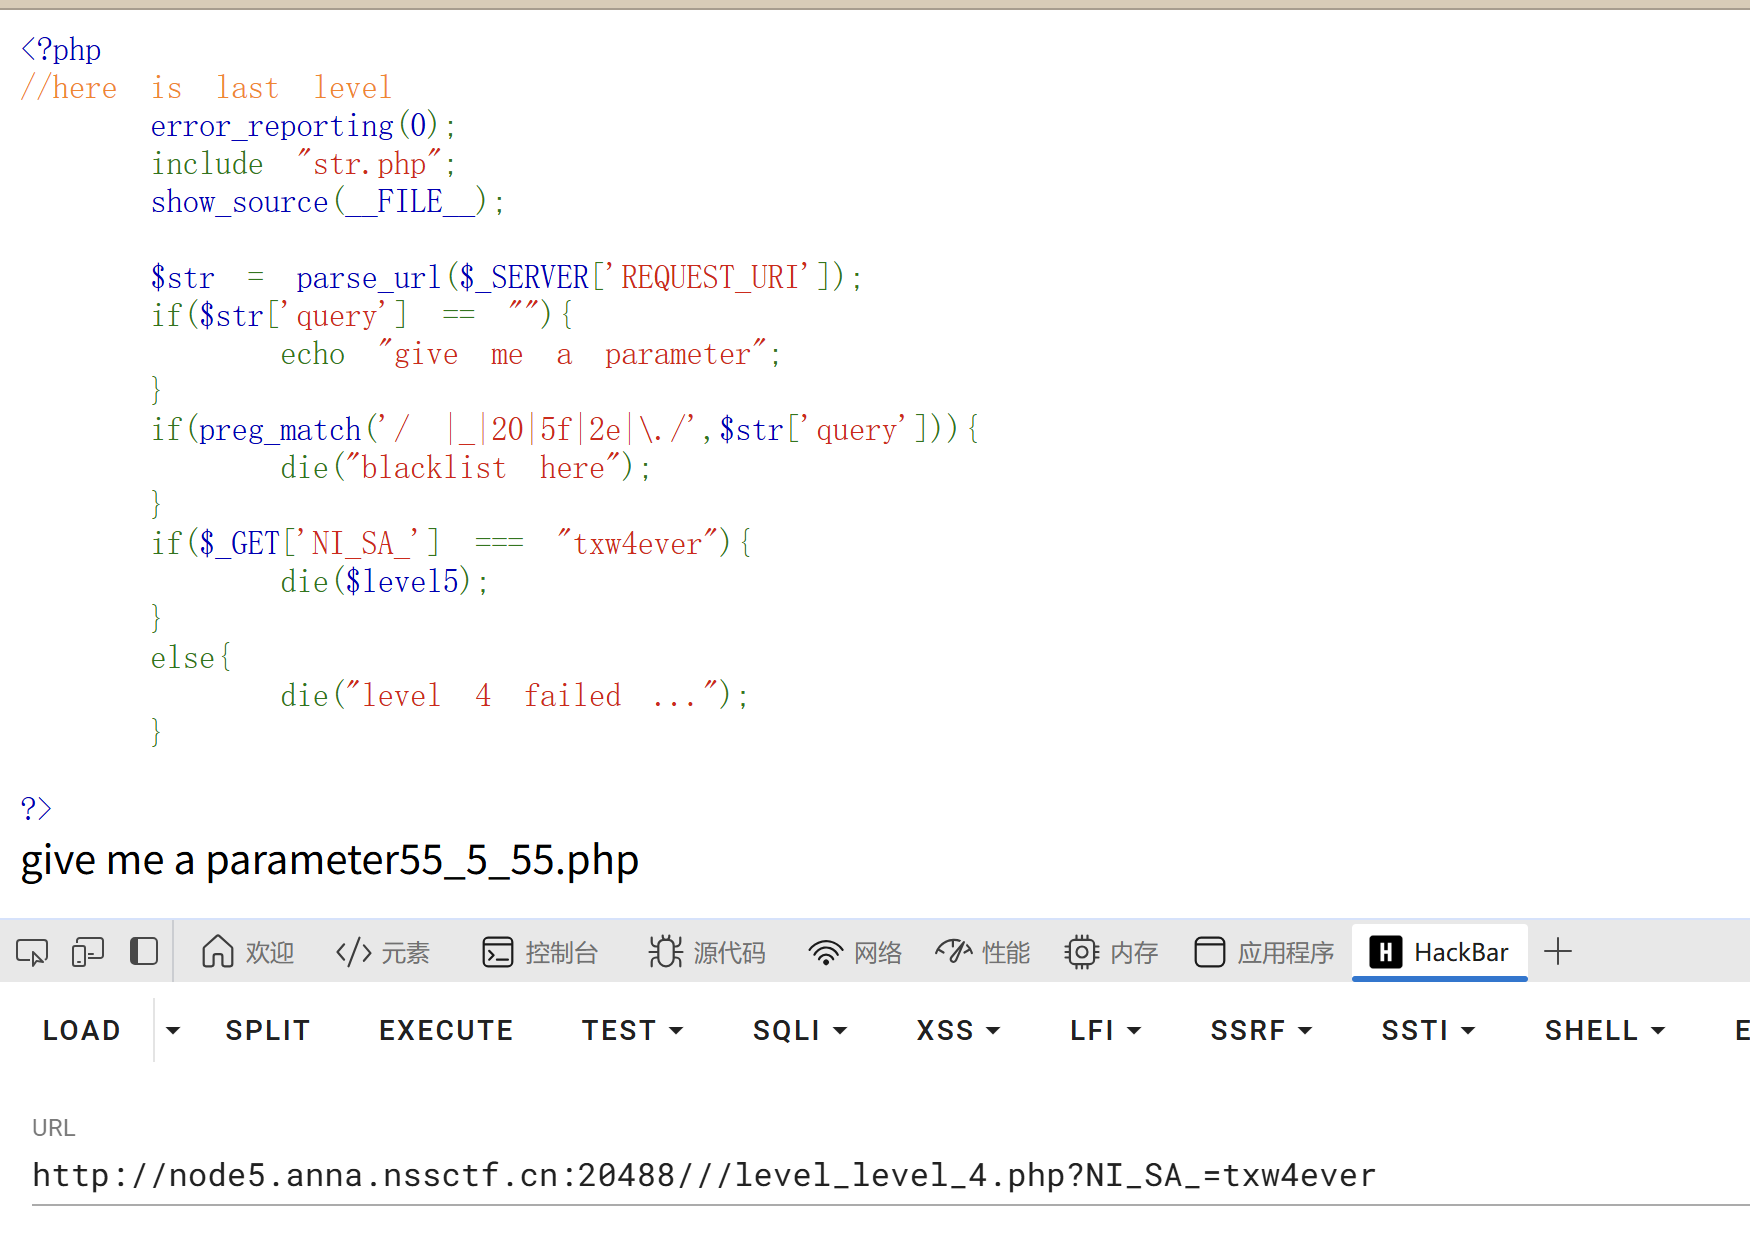 <?php
//here is last level
error_reporting(0);
include "str.php";
show_source(__FILE__);
$str = parse_url($_SERVER['REQUEST_URI']);
if($str['query'] == ""){
echo "give me a parameter";
}
if(preg_match('/ |_|20|5f|2e|\./',$str['query'])){
die("blacklist here");
}
if($_GET['NI_SA_'] === "txw4ever"){
die($level5);
}
else{
die("level 4 failed ...");
}
?>
give me a parameter55_5_55.php
欢迎 </> 元素 控制台 源代码 网络 性能 内存 应用程序 H HackBar
LOAD SPLIT EXECUTE TEST SQLI XSS LFI SSRF SSTI SHELL E
URL
http://node5.anna.nssctf.cn:20488///level_level_4.php?NI_SA_=txw4ever